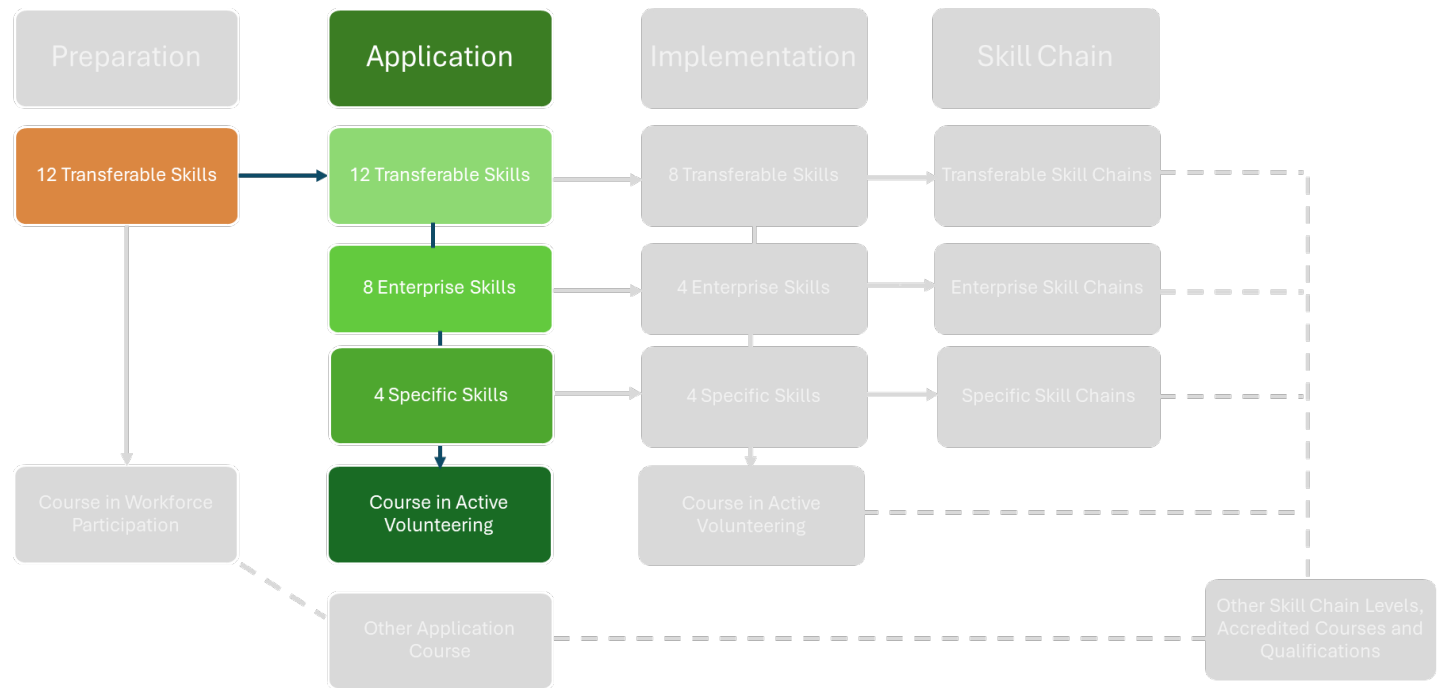 Preparation
Application
Implementation
Skill Chain
12 Transferable Skills
12 Transferable Skills
8 Transferable Skills
Transferable Skill Chains
8 Enterprise Skills
4 Enterprise Skills
Enterprise Skill Chains
4 Specific Skills
4 Specific Skills
Specific Skill Chains
Course in Workforce
Participation
Course in Active
Volunteering
Course in Active
Volunteering
Other Application
Course
Other Skill Chain Levels,
Accredited Courses and
Qualifications